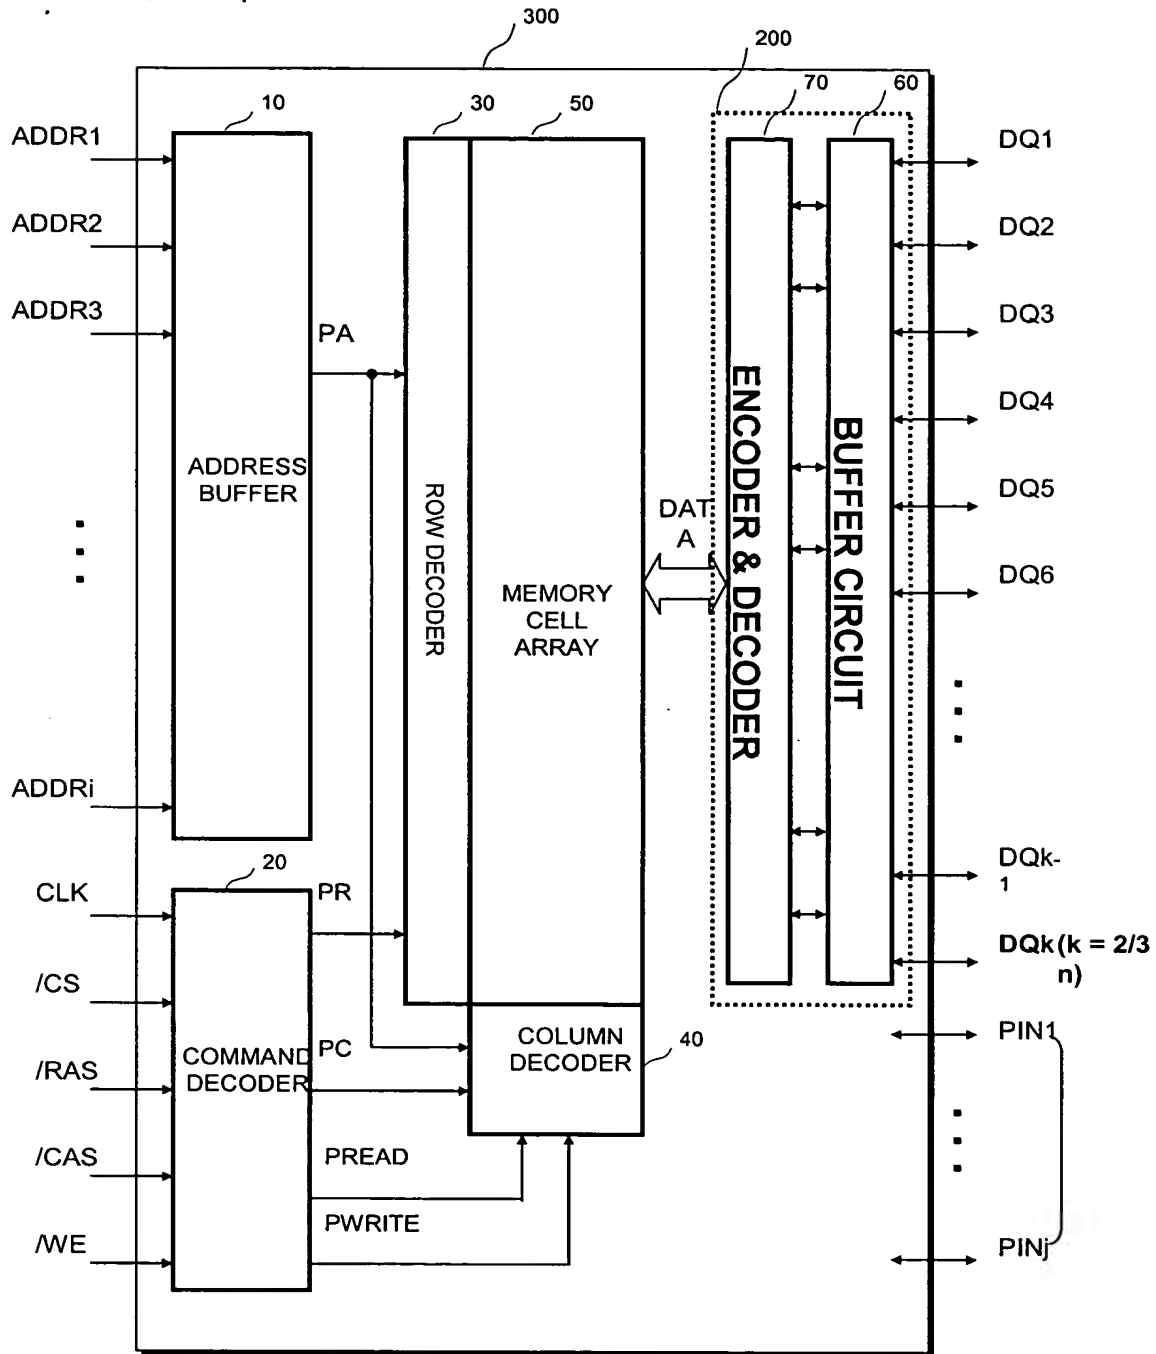 300
200
10
30
50
70
60
ADDR1
ADDR2
ADDR3
ADDRi
PA
ADDRESS
BUFFER
ROW DECODER
MEMORY
CELL
ARRAY
DAT
A
ENCODER & DECODER
BUFFER CIRCUIT
DQ1
DQ2
DQ3
DQ4
DQ5
DQ6
DQk-
1
DQk(k = 2/3
n)
20
CLK
/CS
/RAS
/CAS
/WE
COMMAND
DECODER
PR
PC
PREAD
PWRITE
COLUMN
DECODER
40
PIN1
PINj